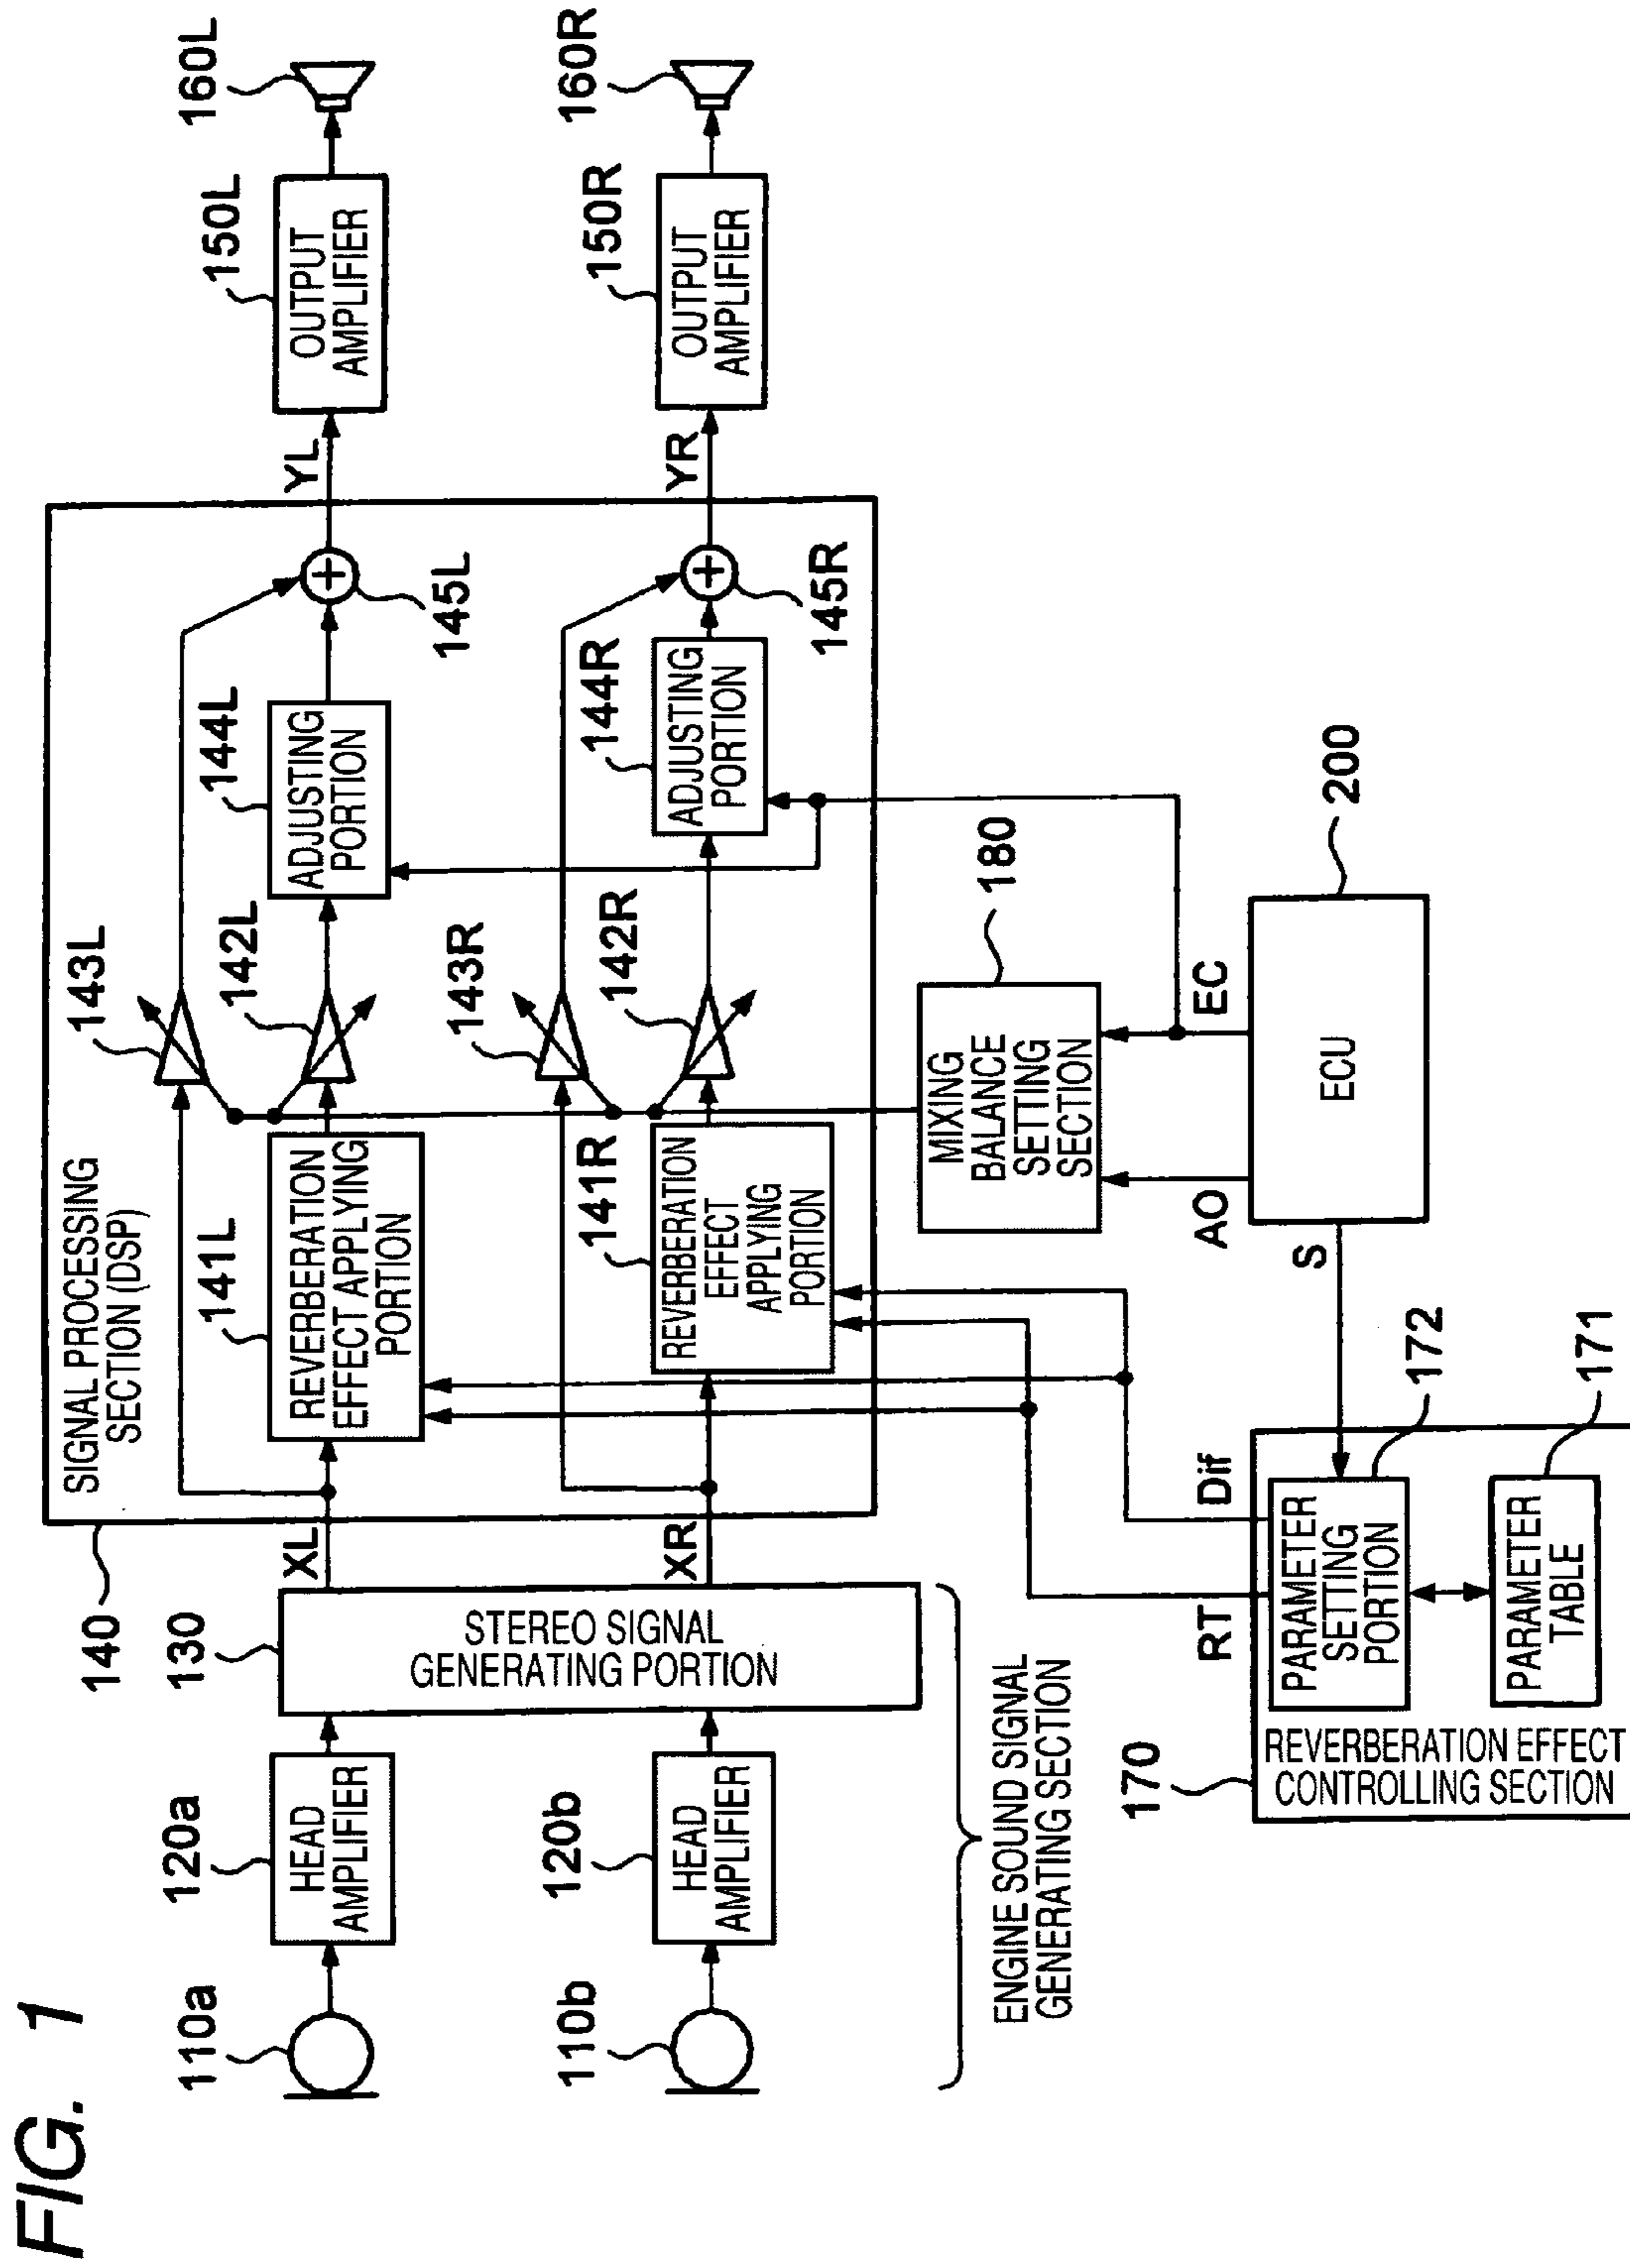 FIG. 1
160L
160R
150L
OUTPUT
AMPLIFIER
150R
OUTPUT
AMPLIFIER
YL
YR
145L
145R
144L
ADJUSTING
PORTION
144R
ADJUSTING
PORTION
143L
142L
143R
142R
SIGNAL PROCESSING
SECTION (DSP)
141L
REVERBERATION
EFFECT APPLYING
PORTION
141R
REVERBERATION
EFFECT
APPLYING
PORTION
180
MIXING
BALANCE
SETTING
SECTION
200
ECU
EC
AO
S
140
XL
XR
130
STEREO SIGNAL
GENERATING PORTION
120a
HEAD
AMPLIFIER
120b
HEAD
AMPLIFIER
110a
110b
ENGINE SOUND SIGNAL
GENERATING SECTION
Dif
RT
172
171
PARAMETER
SETTING
PORTION
PARAMETER
TABLE
170
REVERBERATION EFFECT
CONTROLLING SECTION